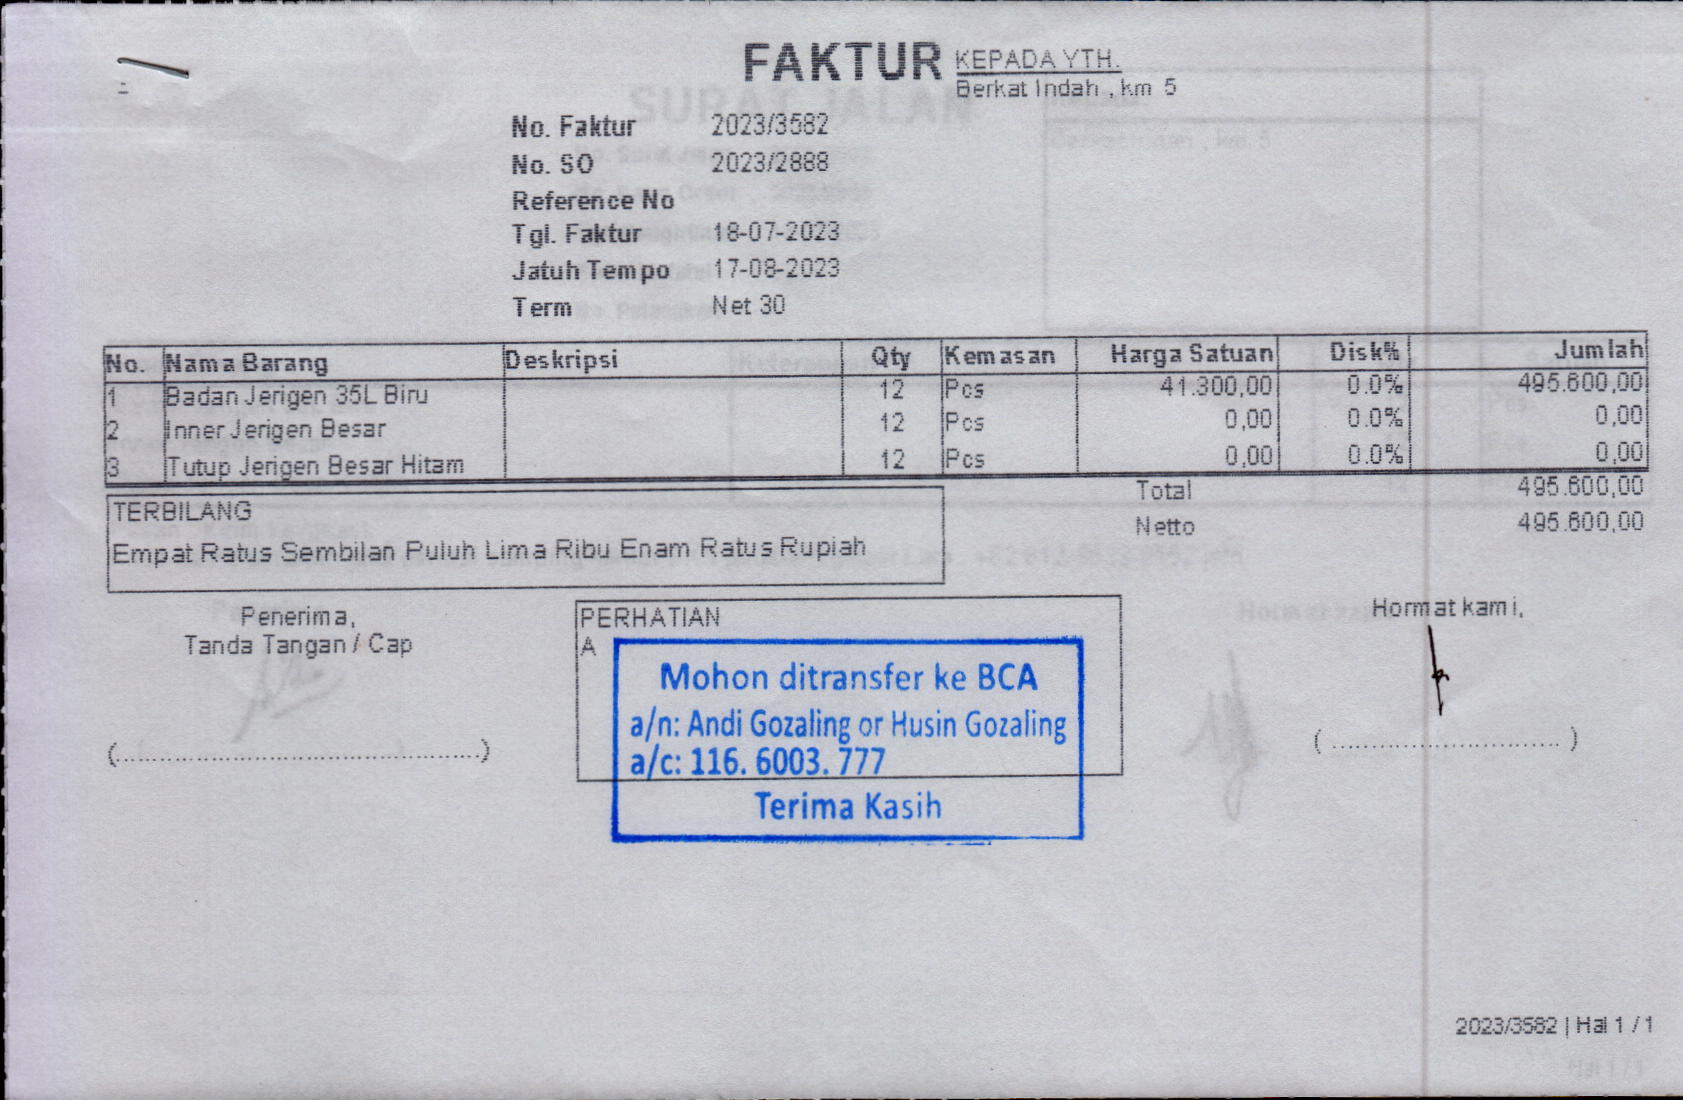 FAKTUR
KEPADA YTH.
Berkat Indah , km 5
No. Faktur 2023/3582
No. SO 2023/2888
Reference No
Tgl. Faktur 18-07-2023
Jatuh Tempo 17-08-2023
Term Net 30
No. Nama Barang Deskripsi Qty Kemasan Harga Satuan Disk% Jumlah
1 Badan Jerigen 35L Biru 12 Pcs 41.300,00 0.0% 495.600,00
2 Inner Jerigen Besar 12 Pcs 0,00 0.0% 0,00
3 Tutup Jerigen Besar Hitam 12 Pcs 0,00 0.0% 0,00
Total 495.600,00
Netto 495.600,00
TERBILANG
Empat Ratus Sembilan Puluh Lima Ribu Enam Ratus Rupiah
Penerima,
Tanda Tangan / Cap
(....................................................)
PERHATIAN
A
Mohon ditransfer ke BCA
a/n: Andi Gozaling or Husin Gozaling
a/c: 116. 6003. 777
Terima Kasih
Hormat kami,
( ................................. )
2023/3582 | Hal 1 / 1
SURAT JALAN